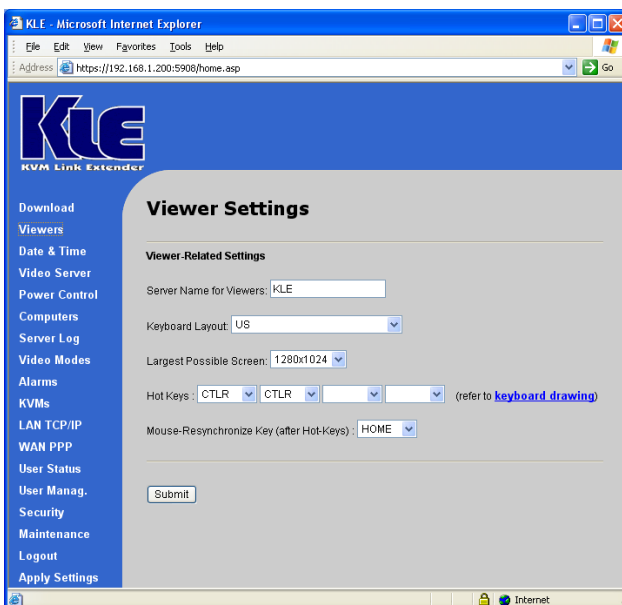 KLE - Microsoft Internet Explorer
File Edit View Favorites Tools Help
Address https://192.168.1.200:5908/home.asp Go
KLE
KVM Link Extender
Download
Viewers
Date & Time
Video Server
Power Control
Computers
Server Log
Video Modes
Alarms
KVMs
LAN TCP/IP
WAN PPP
User Status
User Manag.
Security
Maintenance
Logout
Apply Settings
Viewer Settings
Viewer-Related Settings
Server Name for Viewers: KLE
Keyboard Layout: US
Largest Possible Screen: 1280x1024
Hot Keys : CTLR CTLR (refer to keyboard drawing)
Mouse-Resynchronize Key (after Hot-Keys) : HOME
Submit
Internet